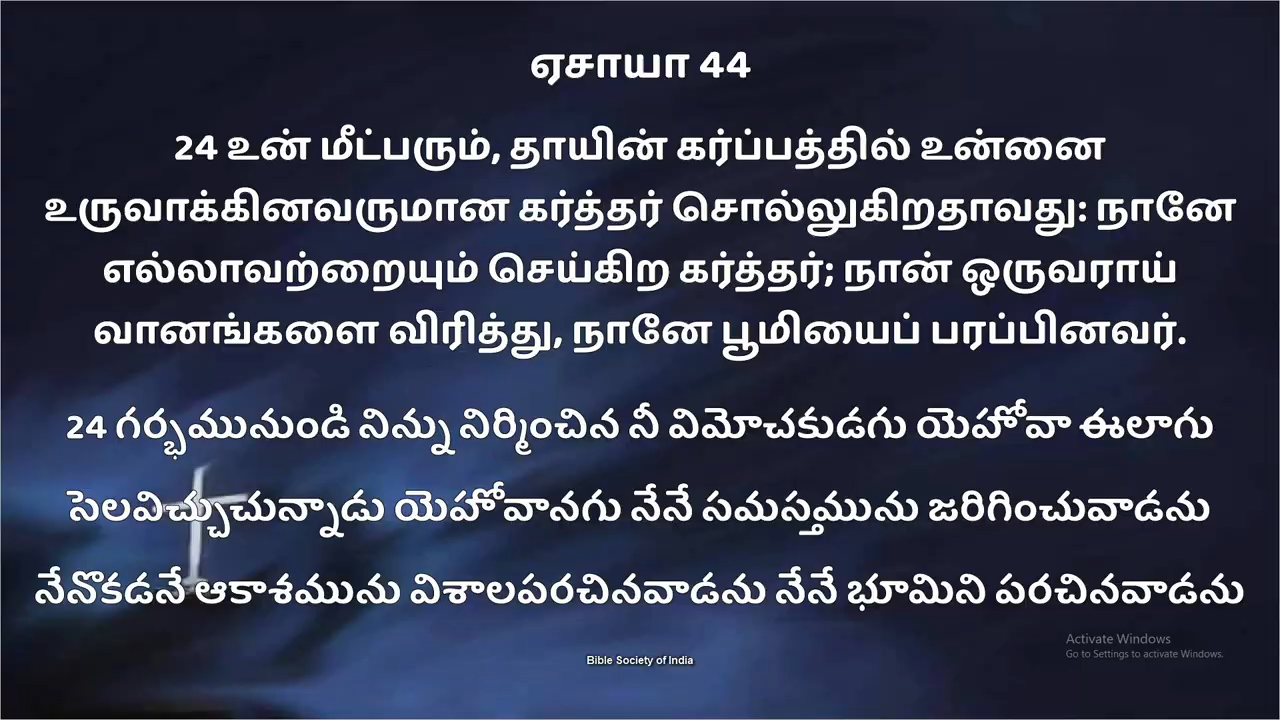 ஏசாயா 44
24 உன் மீட்பரும், தாயின் கர்ப்பத்தில் உன்னை
உருவாக்கினவருமான கர்த்தர் சொல்லுகிறதாவது: நானே
எல்லாவற்றையும் செய்கிற கர்த்தர்; நான் ஒருவராய்
வானங்களை விரித்து, நானே பூமியைப் பரப்பினவர்.
24 గర్భమునుండి నిన్ను నిర్మించిన నీ విమోచకుడగు యెహోవా ఈలాగు
సెలవిచ్చుచున్నాడు యెహోవానగు నేనే సమస్తమును జరిగించువాడను
నేనొకడనే ఆకాశమును విశాలపరచినవాడను నేనే భూమిని పరచినవాడను
Activate Windows
Go to Settings to activate Windows.
Bible Society of India